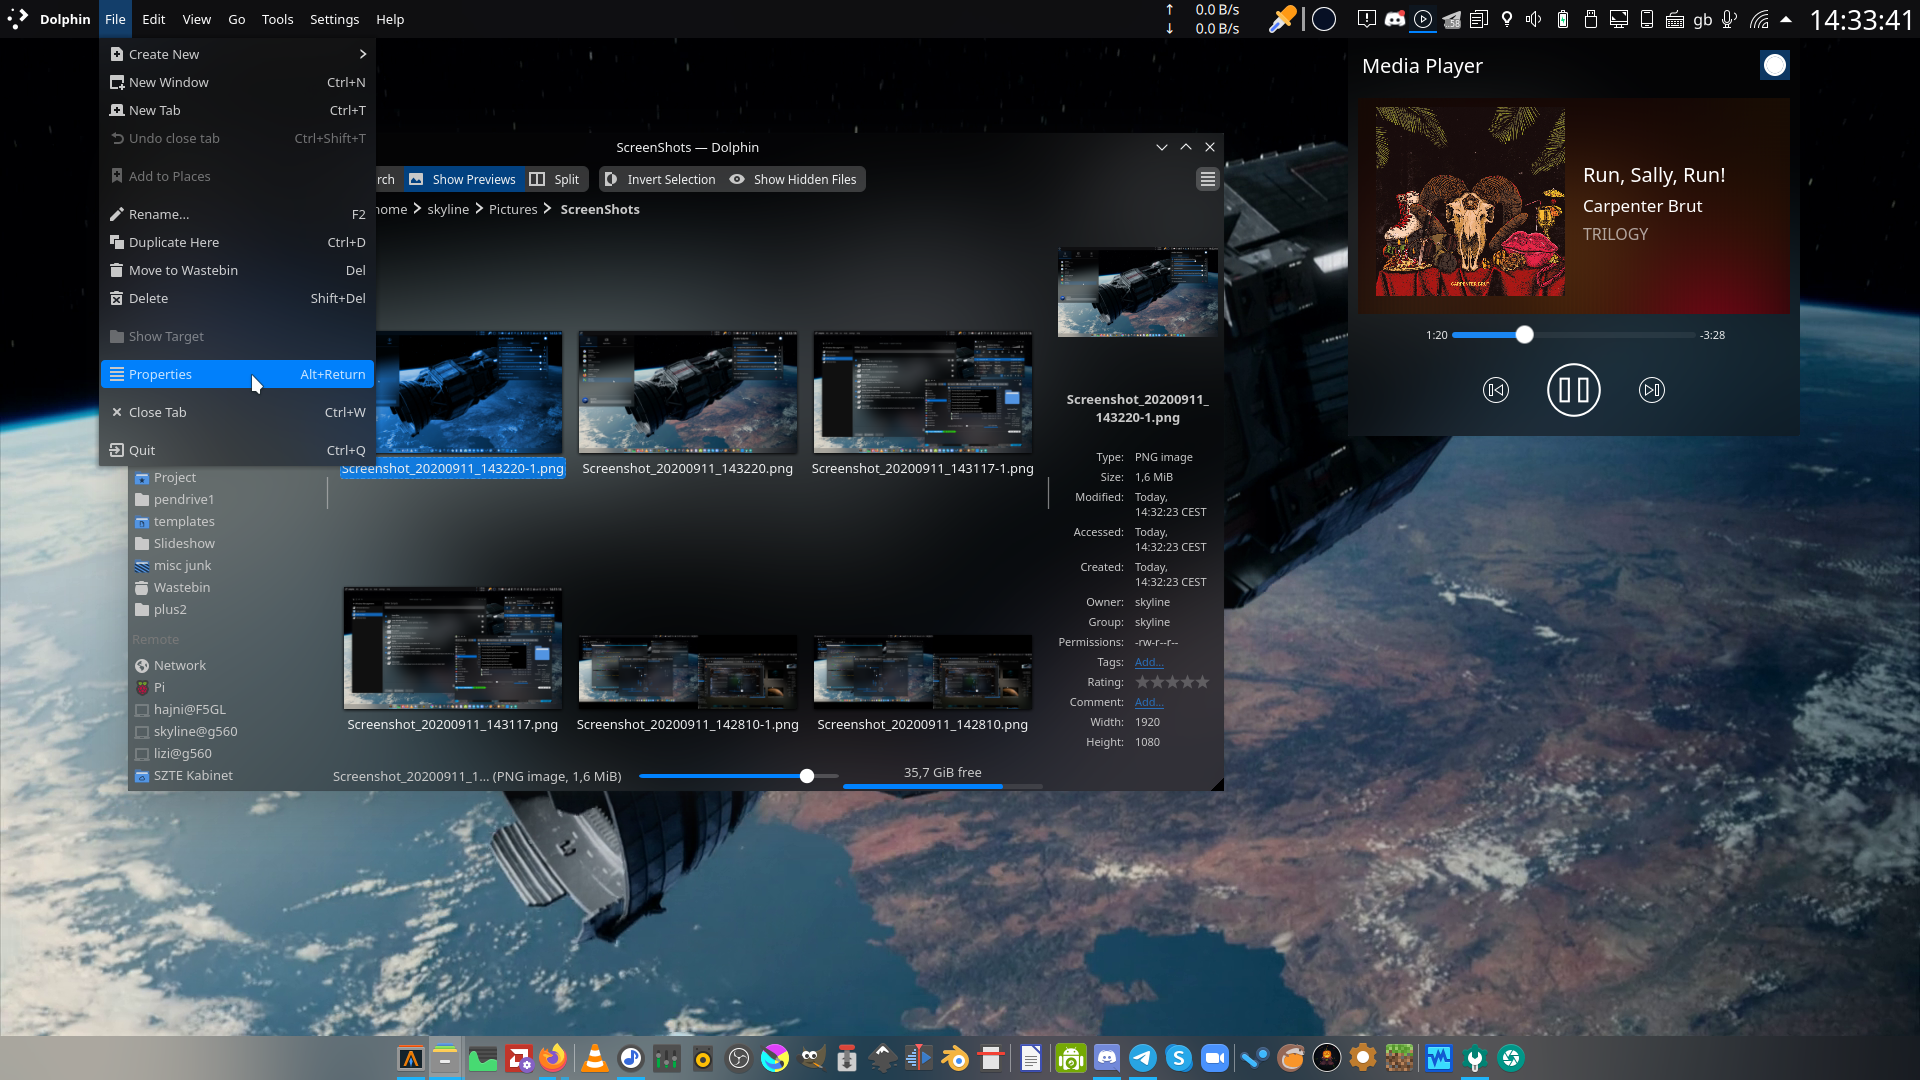 Dolphin File Edit View Go Tools Settings Help
0.0 B/s
0.0 B/s
gb
14:33:41
Create New
New Window Ctrl+N
New Tab Ctrl+T
Undo close tab Ctrl+Shift+T
Add to Places
Rename... F2
Duplicate Here Ctrl+D
Move to Wastebin Del
Delete Shift+Del
Show Target
Properties Alt+Return
Close Tab Ctrl+W
Quit Ctrl+Q
ScreenShots — Dolphin
rch Show Previews Split Invert Selection Show Hidden Files
home > skyline > Pictures > ScreenShots
Screenshot_20200911_143220-1.png
Screenshot_20200911_143220.png
Screenshot_20200911_143117-1.png
Screenshot_20200911_143117.png
Screenshot_20200911_142810-1.png
Screenshot_20200911_142810.png
Project
pendrive1
templates
Slideshow
misc junk
Wastebin
plus2
Remote
Network
Pi
hajni@F5GL
skyline@g560
lizi@g560
SZTE Kabinet
Screenshot_20200911_1... (PNG image, 1,6 MiB)
35,7 GiB free
Screenshot_20200911_
143220-1.png
Type: PNG image
Size: 1,6 MiB
Modified: Today,
14:32:23 CEST
Accessed: Today,
14:32:23 CEST
Created: Today,
14:32:23 CEST
Owner: skyline
Group: skyline
Permissions: -rw-r--r--
Tags: Add...
Rating:
Comment: Add...
Width: 1920
Height: 1080
Media Player
Run, Sally, Run!
Carpenter Brut
TRILOGY
CARPENTER BRUT
1:20
-3:28